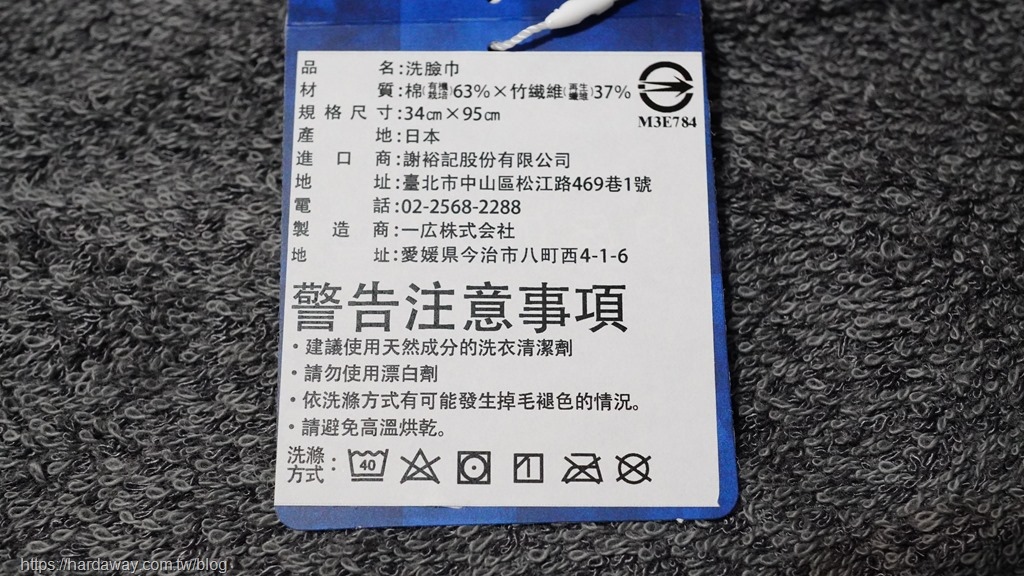 品名:洗臉巾
材質:棉(有機栽培)63%×竹纖維(再生纖維)37%
M3E784
規格尺寸:34㎝×95㎝
產地:日本
進口商:謝裕記股份有限公司
地址:臺北市中山區松江路469巷1號
電話:02-2568-2288
製造商:一広株式会社
地址:愛媛県今治市八町西4-1-6
警告注意事項
・建議使用天然成分的洗衣清潔劑
・請勿使用漂白劑
・依洗滌方式有可能發生掉毛褪色的情況。
・請避免高溫烘乾。
洗滌方式:
40
https://hardaway.com.tw/blog